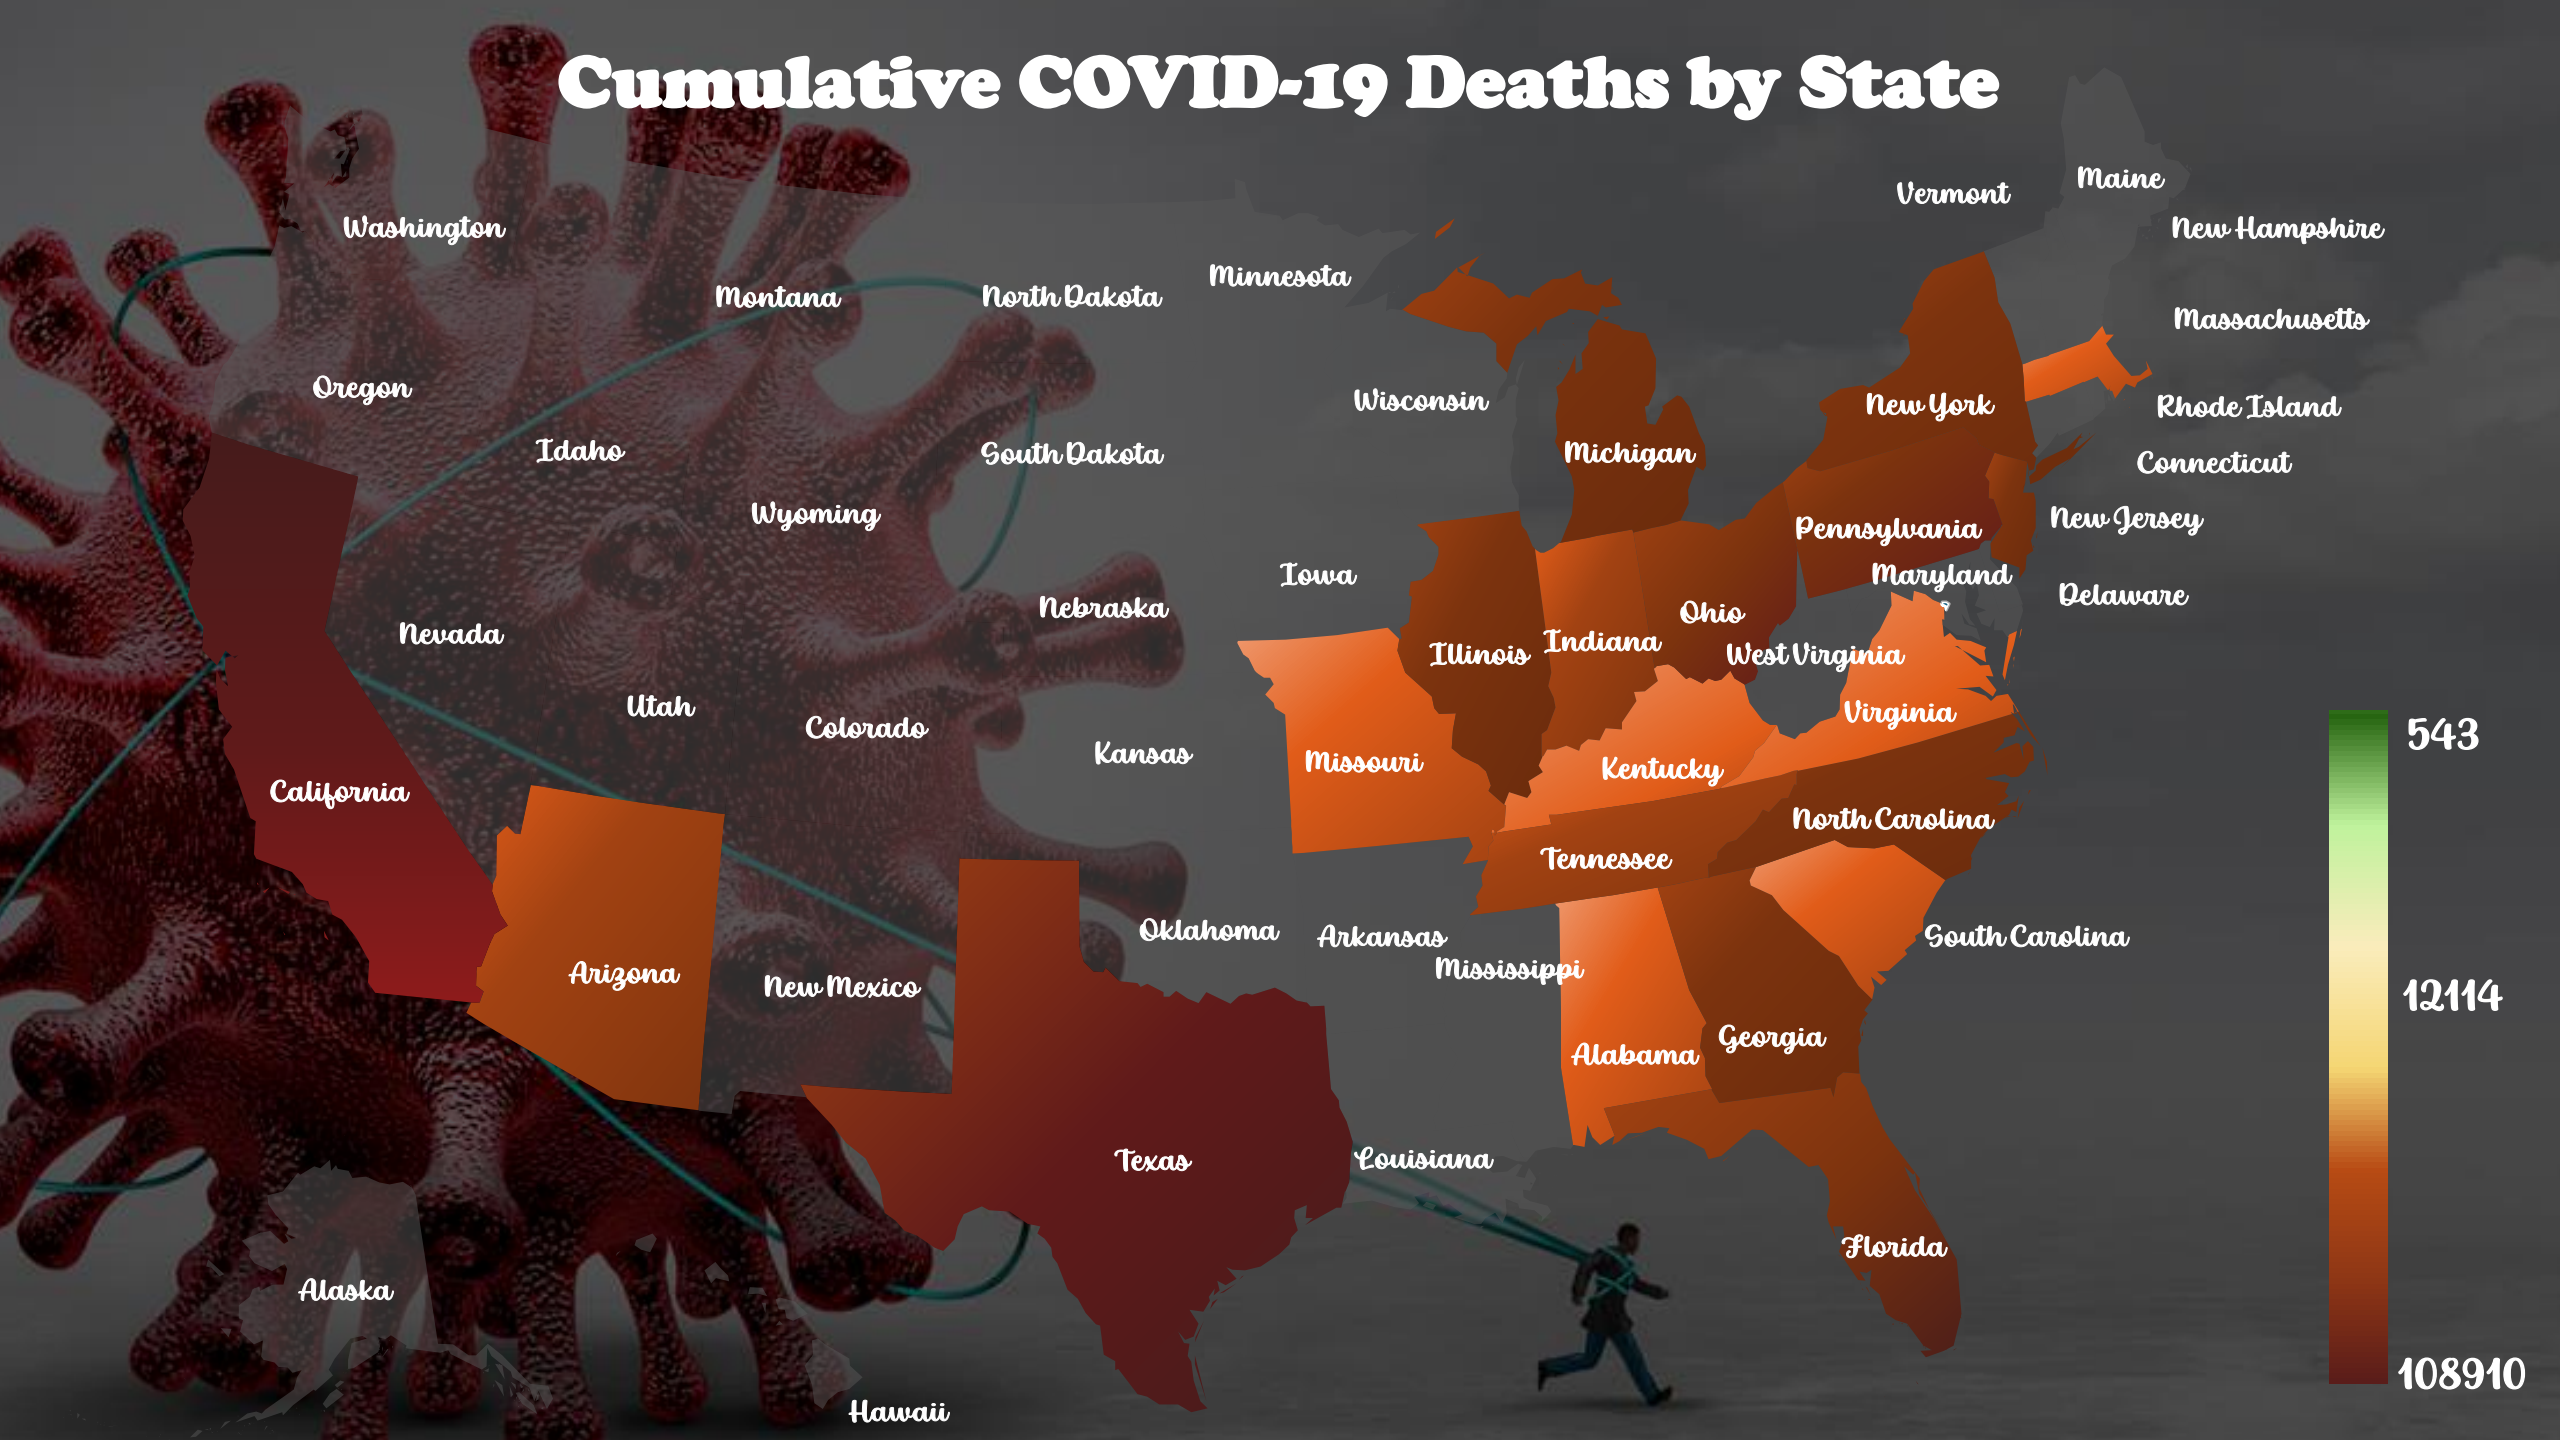 Cumulative COVID-19 Deaths by State
Maine
Vermont
New Hampshire
Washington
Minnesota
Montana
North Dakota
Massachusetts
Oregon
Wisconsin
New York
Rhode Island
Idaho
South Dakota
Michigan
Connecticut
Wyoming
Pennsylvania
New Jersey
Iowa
Maryland
Delaware
Nebraska
Ohio
Nevada
Illinois
Indiana
West Virginia
Utah
Colorado
Virginia
543
Kansas
Missouri
Kentucky
California
North Carolina
Tennessee
Oklahoma
Arkansas
South Carolina
Mississippi
Arizona
New Mexico
12114
Georgia
Alabama
Texas
Louisiana
Florida
Alaska
108910
Hawaii